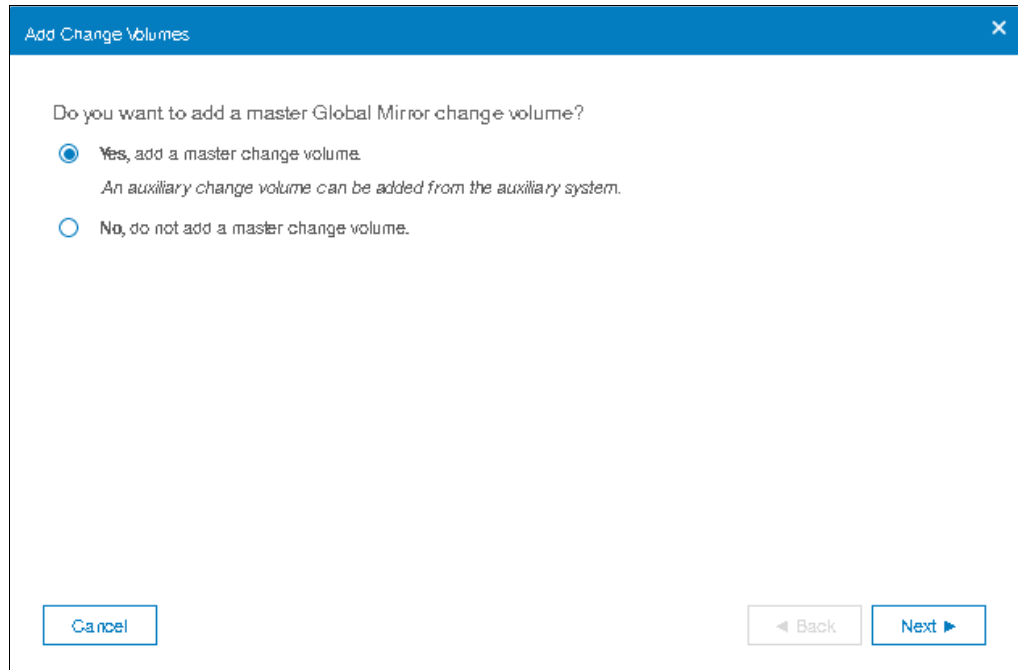 Add Change Volumes
Do you want to add a master Global Mirror change volume?
Yes, add a master change volume.
An auxiliary change volume can be added from the auxiliary system.
No, do not add a master change volume.
Cancel
Back
Next